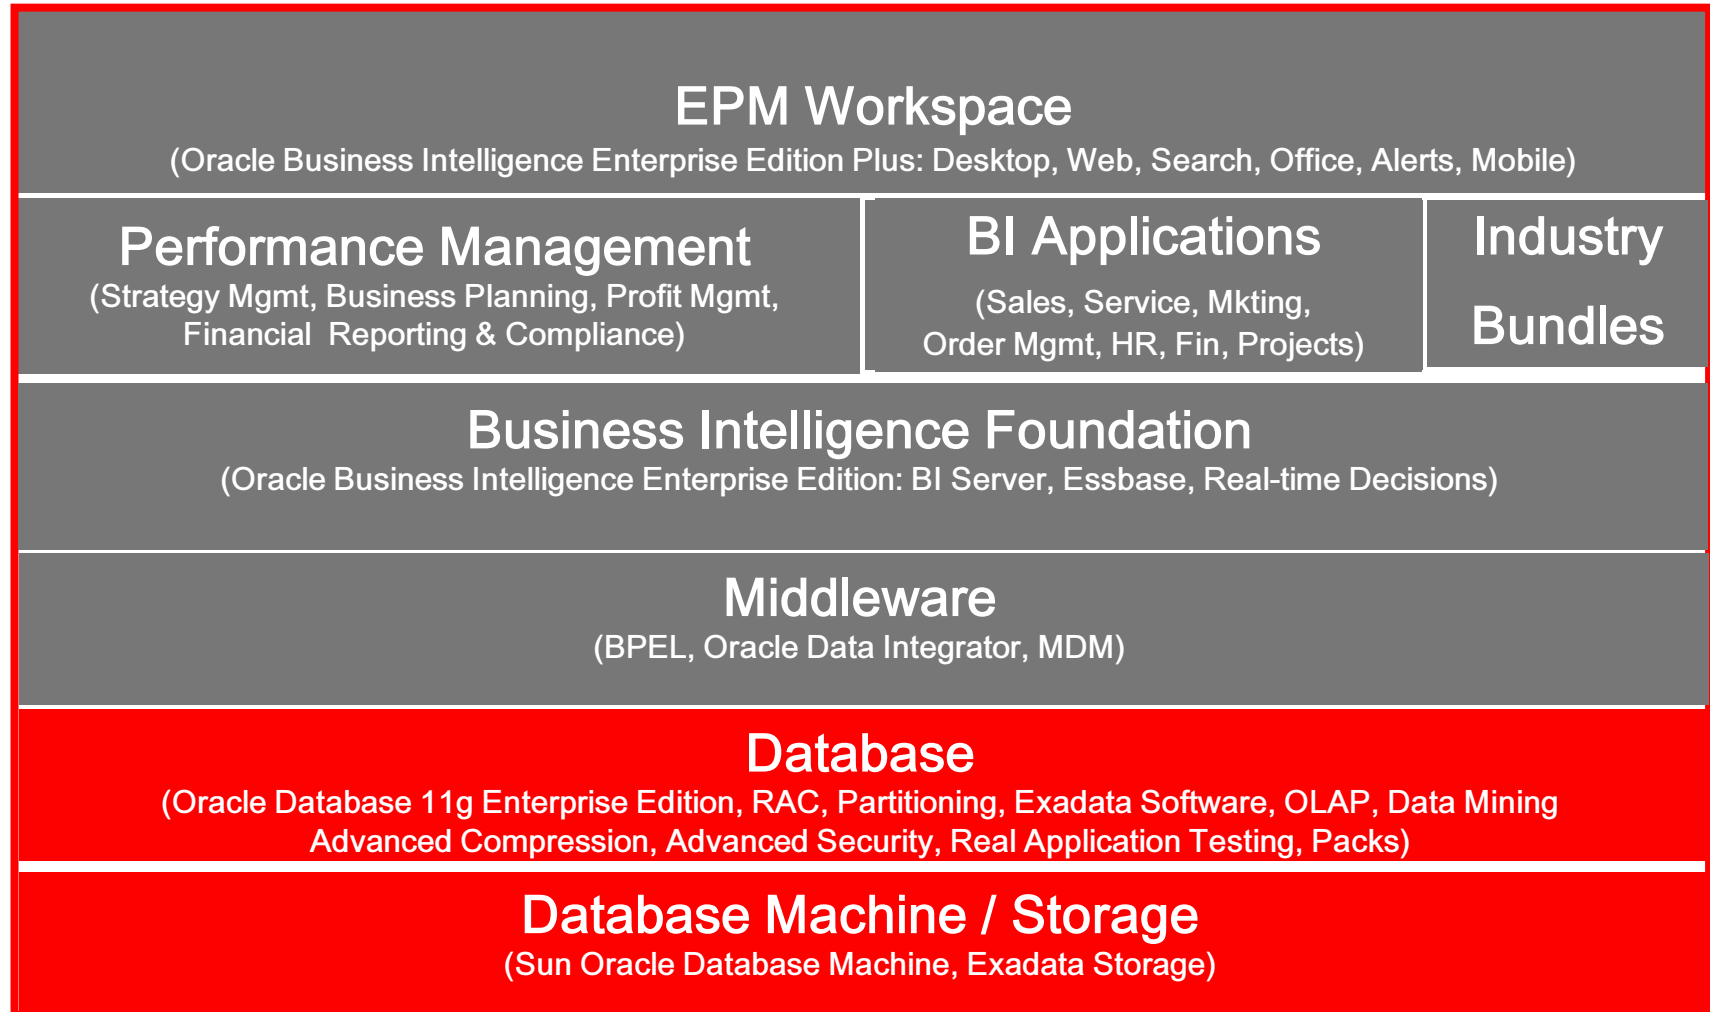 EPM Workspace
(Oracle Business Intelligence Enterprise Edition Plus: Desktop, Web, Search, Office, Alerts, Mobile)
Performance Management
(Strategy Mgmt, Business Planning, Profit Mgmt,
Financial Reporting & Compliance)
BI Applications
(Sales, Service, Mkting,
Order Mgmt, HR, Fin, Projects)
Industry
Bundles
Business Intelligence Foundation
(Oracle Business Intelligence Enterprise Edition: BI Server, Essbase, Real-time Decisions)
Middleware
(BPEL, Oracle Data Integrator, MDM)
Database
(Oracle Database 11g Enterprise Edition, RAC, Partitioning, Exadata Software, OLAP, Data Mining
Advanced Compression, Advanced Security, Real Application Testing, Packs)
Database Machine / Storage
(Sun Oracle Database Machine, Exadata Storage)